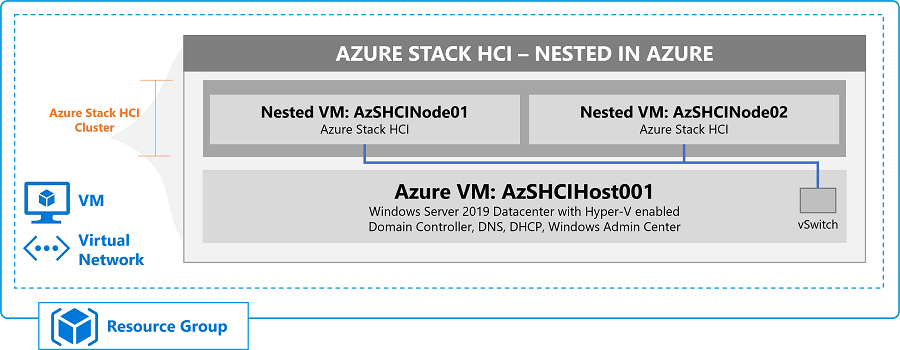 AZURE STACK HCI – NESTED IN AZURE
Azure Stack HCI
Cluster
Nested VM: AzSHCINode01
Azure Stack HCI
Nested VM: AzSHCINode02
Azure Stack HCI
Azure VM: AzSHCIHost001
Windows Server 2019 Datacenter with Hyper-V enabled
Domain Controller, DNS, DHCP, Windows Admin Center
vSwitch
VM
Virtual
Network
Resource Group